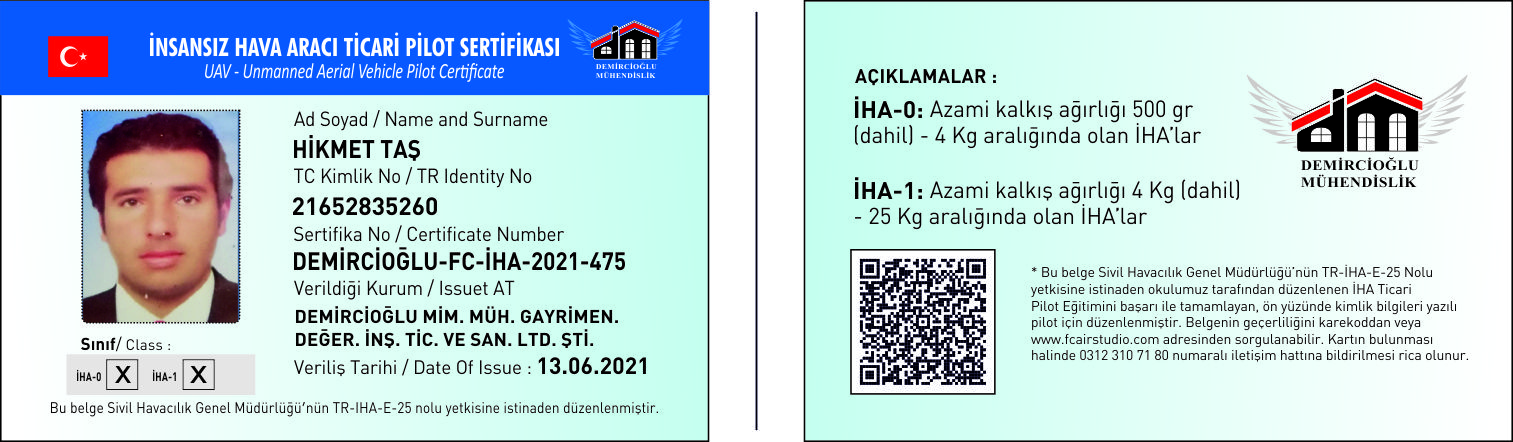 İNSANSIZ HAVA ARACI TİCARİ PİLOT SERTİFİKASI
UAV - Unmanned Aerial Vehicle Pilot Certificate
DEMİRCİOĞLU
MÜHENDİSLİK
Ad Soyad / Name and Surname
HİKMET TAŞ
TC Kimlik No / TR Identity No
21652835260
Sertifika No / Certificate Number
DEMİRCİOĞLU-FC-İHA-2021-475
Verildiği Kurum / Issuet AT
DEMİRCİOĞLU MİM. MÜH. GAYRİMEN.
DEĞER. İNŞ. TİC. VE SAN. LTD. ŞTİ.
Veriliş Tarihi / Date Of Issue : 13.06.2021
Sınıf/ Class :
İHA-0 X İHA-1 X
Bu belge Sivil Havacılık Genel Müdürlüğü'nün TR-IHA-E-25 nolu yetkisine istinaden düzenlenmiştir.
AÇIKLAMALAR :
İHA-0: Azami kalkış ağırlığı 500 gr
(dahil) - 4 Kg aralığında olan İHA'lar
İHA-1: Azami kalkış ağırlığı 4 Kg (dahil)
- 25 Kg aralığında olan İHA'lar
DEMİRCİOĞLU
MÜHENDİSLİK
* Bu belge Sivil Havacılık Genel Müdürlüğü'nün TR-İHA-E-25 Nolu
yetkisine istinaden okulumuz tarafından düzenlenen İHA Ticari
Pilot Eğitimini başarı ile tamamlayan, ön yüzünde kimlik bilgileri yazılı
pilot için düzenlenmiştir. Belgenin geçerliliğini karekoddan veya
www.fcairstudio.com adresinden sorgulanabilir. Kartın bulunması
halinde 0312 310 71 80 numaralı iletişim hattına bildirilmesi rica olunur.